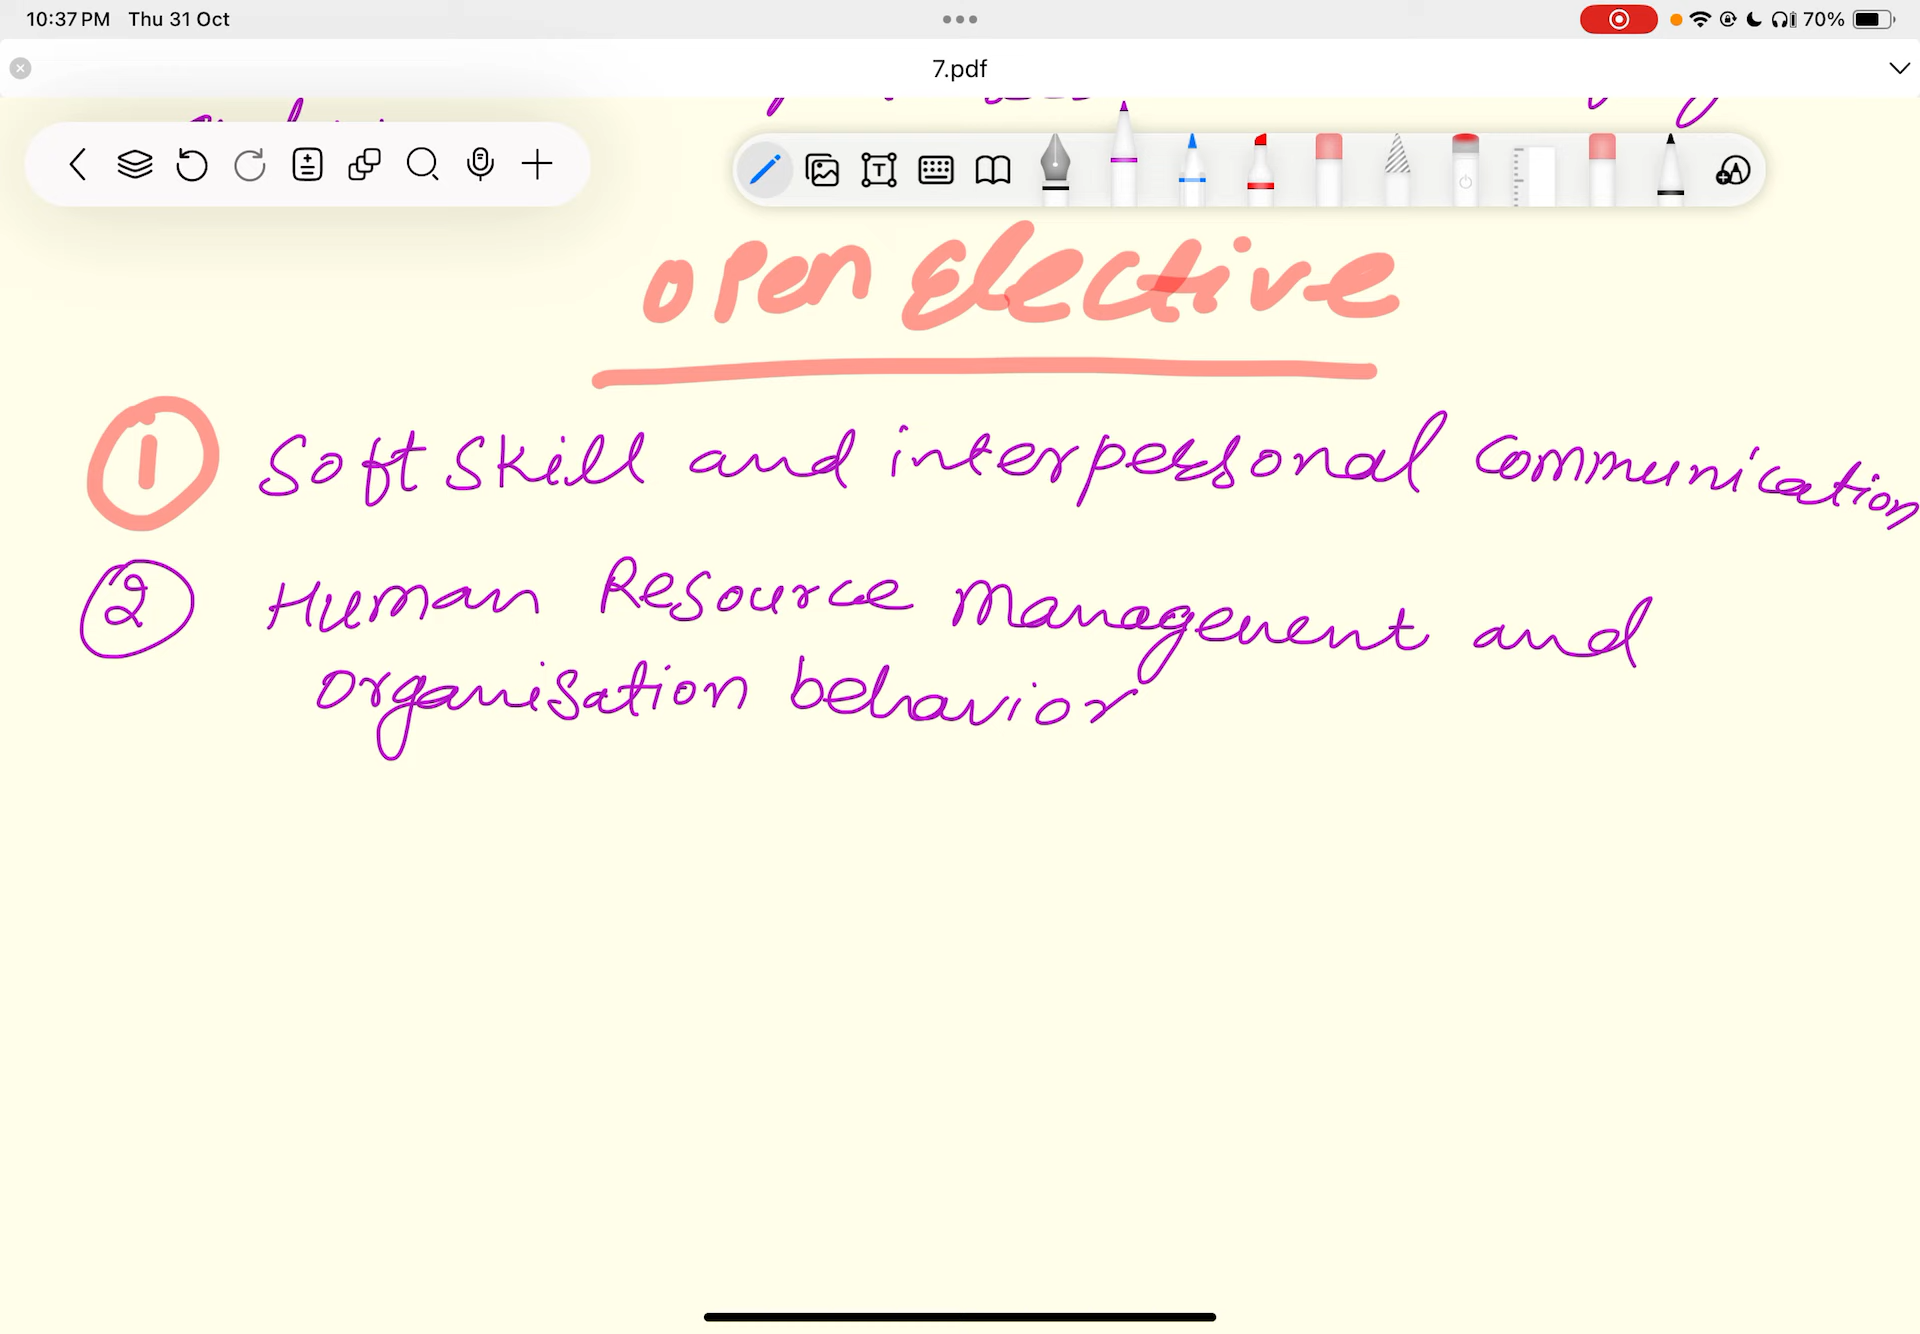 10:37 PM Thu 31 Oct
70%
7.pdf
open Elective
1 Soft Skill and interpersonal Communication
2 Human Resource Management and
organisation behavior